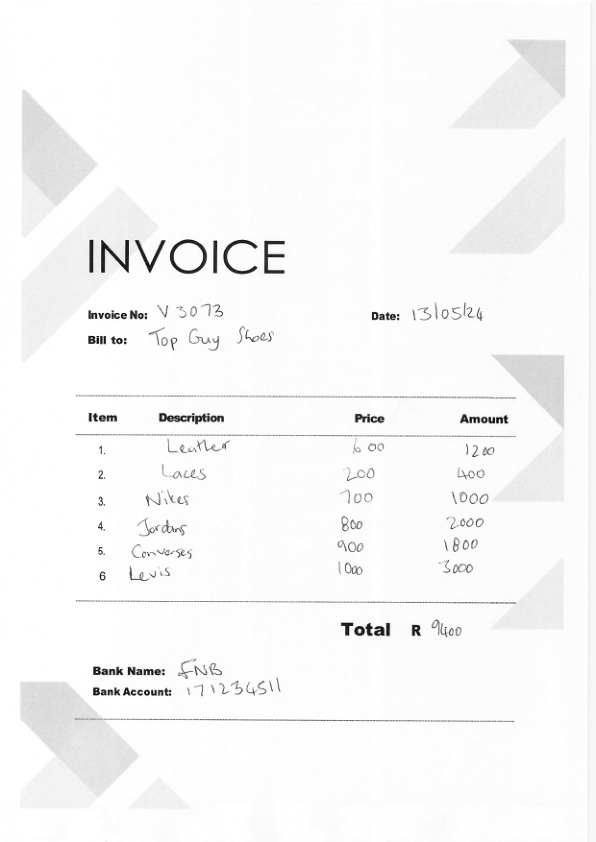 INVOICE
Invoice No: V 3073 Date: 13/05/24
Bill to: Top Guy Shoes
Item Description Price Amount
1. Leather 600 1200
2. Laces 200 400
3. Nikes 700 1000
4. Jordans 800 2000
5. Converses 900 1800
6 Levis 1000 3000
Total R 9400
Bank Name: FNB
Bank Account: 171234511